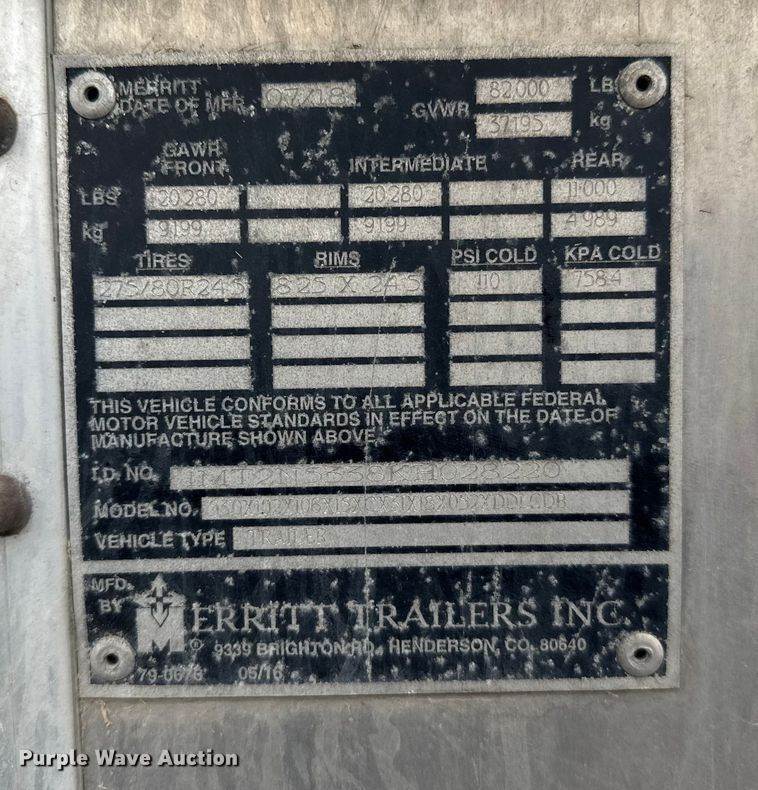 MERRITT
DATE OF MFR. 07/18 GVWR 82000 LBS
37195 kg
GAWR
FRONT INTERMEDIATE REAR
LBS 20280 20280 11000
kg 9199 9199 4989
TIRES RIMS PSI COLD KPA COLD
275/80R24.5 8.25 X 24.5 110 758.4
THIS VEHICLE CONFORMS TO ALL APPLICABLE FEDERAL
MOTOR VEHICLE STANDARDS IN EFFECT ON THE DATE OF
MANUFACTURE SHOWN ABOVE.
I.D. NO.
MODEL NO.
VEHICLE TYPE TRAILER
MFD.
BY MERRITT TRAILERS INC.
9339 BRIGHTON RD., HENDERSON, CO. 80640
79-0676 05/16
Purple Wave Auction